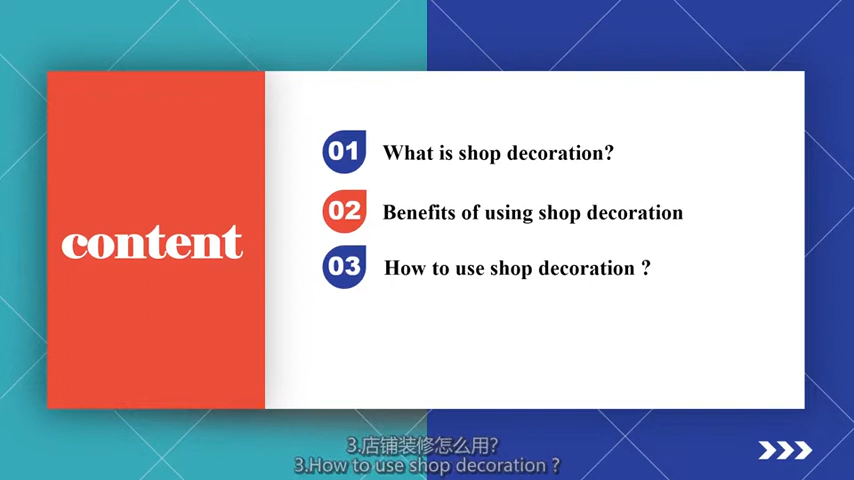 content
01 What is shop decoration?
02 Benefits of using shop decoration
03 How to use shop decoration ?
3.店铺装修怎么用?
3.How to use shop decoration ?